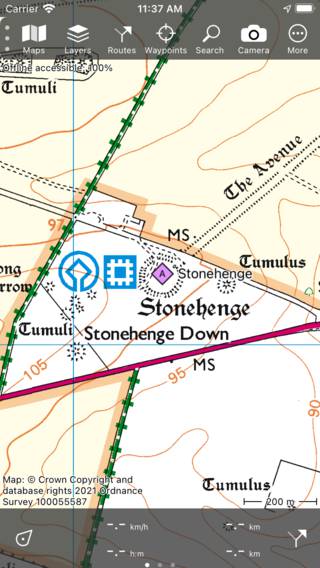 Carrier 11:37 AM
Maps Layers Routes Waypoints Search Camera More
Offline accessible: 100%
Tumuli
The Avenue
97
MS
ong
rrow
A
Stonehenge
Tumulus
Stonehenge
Tumuli
Stonehenge Down
105
95
MS
90
Map: © Crown Copyright and
database rights 2021 Ordnance
Survey 100055587
Tumulus
200 m
-.- km/h
-.- km
-.- h:m
-.- km